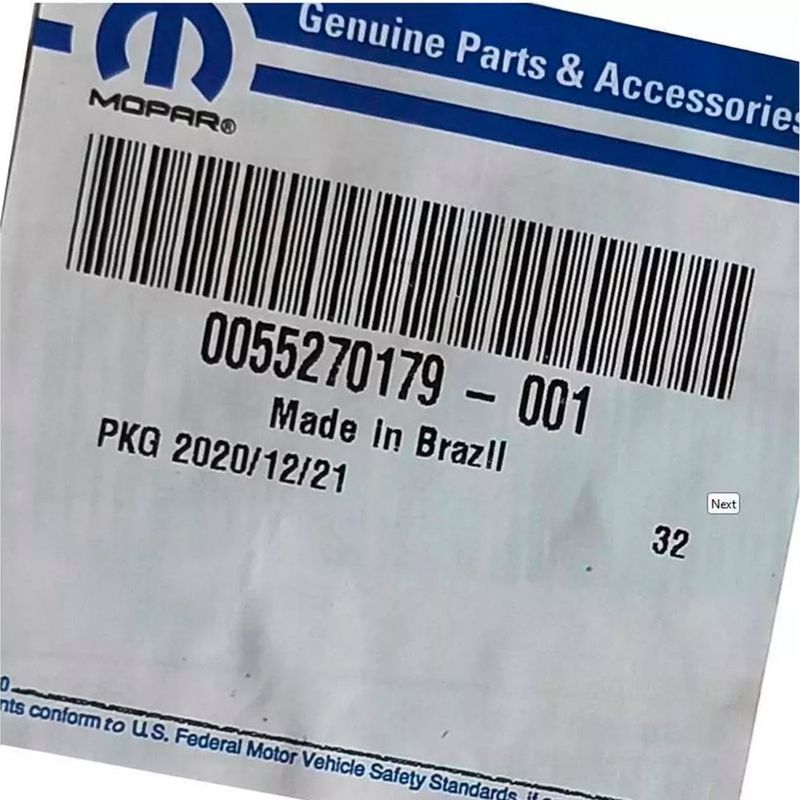 Genuine Parts & Accessories
MOPAR®
0055270179 - 001
Made in Brazil
PKG 2020/12/21
Next
32
conform to U.S. Federal Motor Vehicle Safety Standards, if